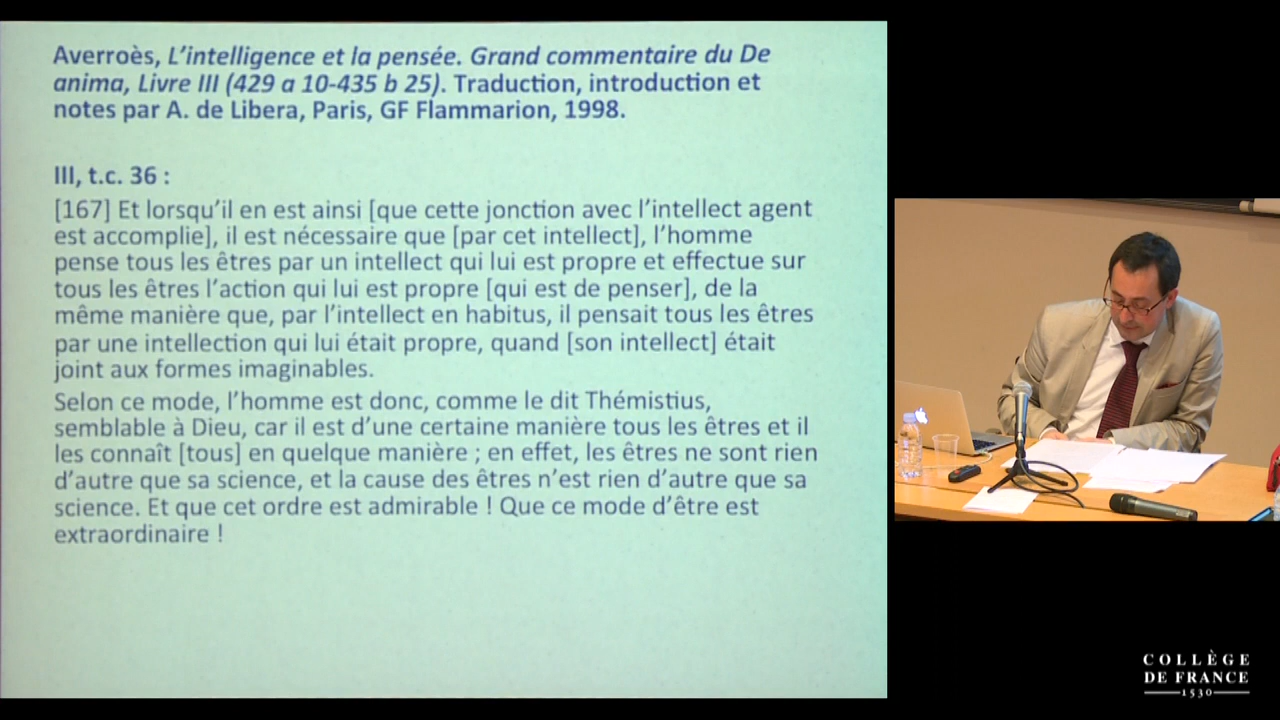 Averroès, L’intelligence et la pensée. Grand commentaire du De
anima, Livre III (429 a 10-435 b 25). Traduction, introduction et
notes par A. de Libera, Paris, GF Flammarion, 1998.
III, t.c. 36 :
[167] Et lorsqu’il en est ainsi [que cette jonction avec l’intellect agent
est accomplie], il est nécessaire que [par cet intellect], l’homme
pense tous les êtres par un intellect qui lui est propre et effectue sur
tous les êtres l’action qui lui est propre [qui est de penser], de la
même manière que, par l’intellect en habitus, il pensait tous les êtres
par une intellection qui lui était propre, quand [son intellect] était
joint aux formes imaginables.
Selon ce mode, l’homme est donc, comme le dit Thémistius,
semblable à Dieu, car il est d’une certaine manière tous les êtres et il
les connaît [tous] en quelque manière ; en effet, les êtres ne sont rien
d’autre que sa science, et la cause des êtres n’est rien d’autre que sa
science. Et que cet ordre est admirable ! Que ce mode d’être est
extraordinaire !
COLLÈGE
DE FRANCE
1530